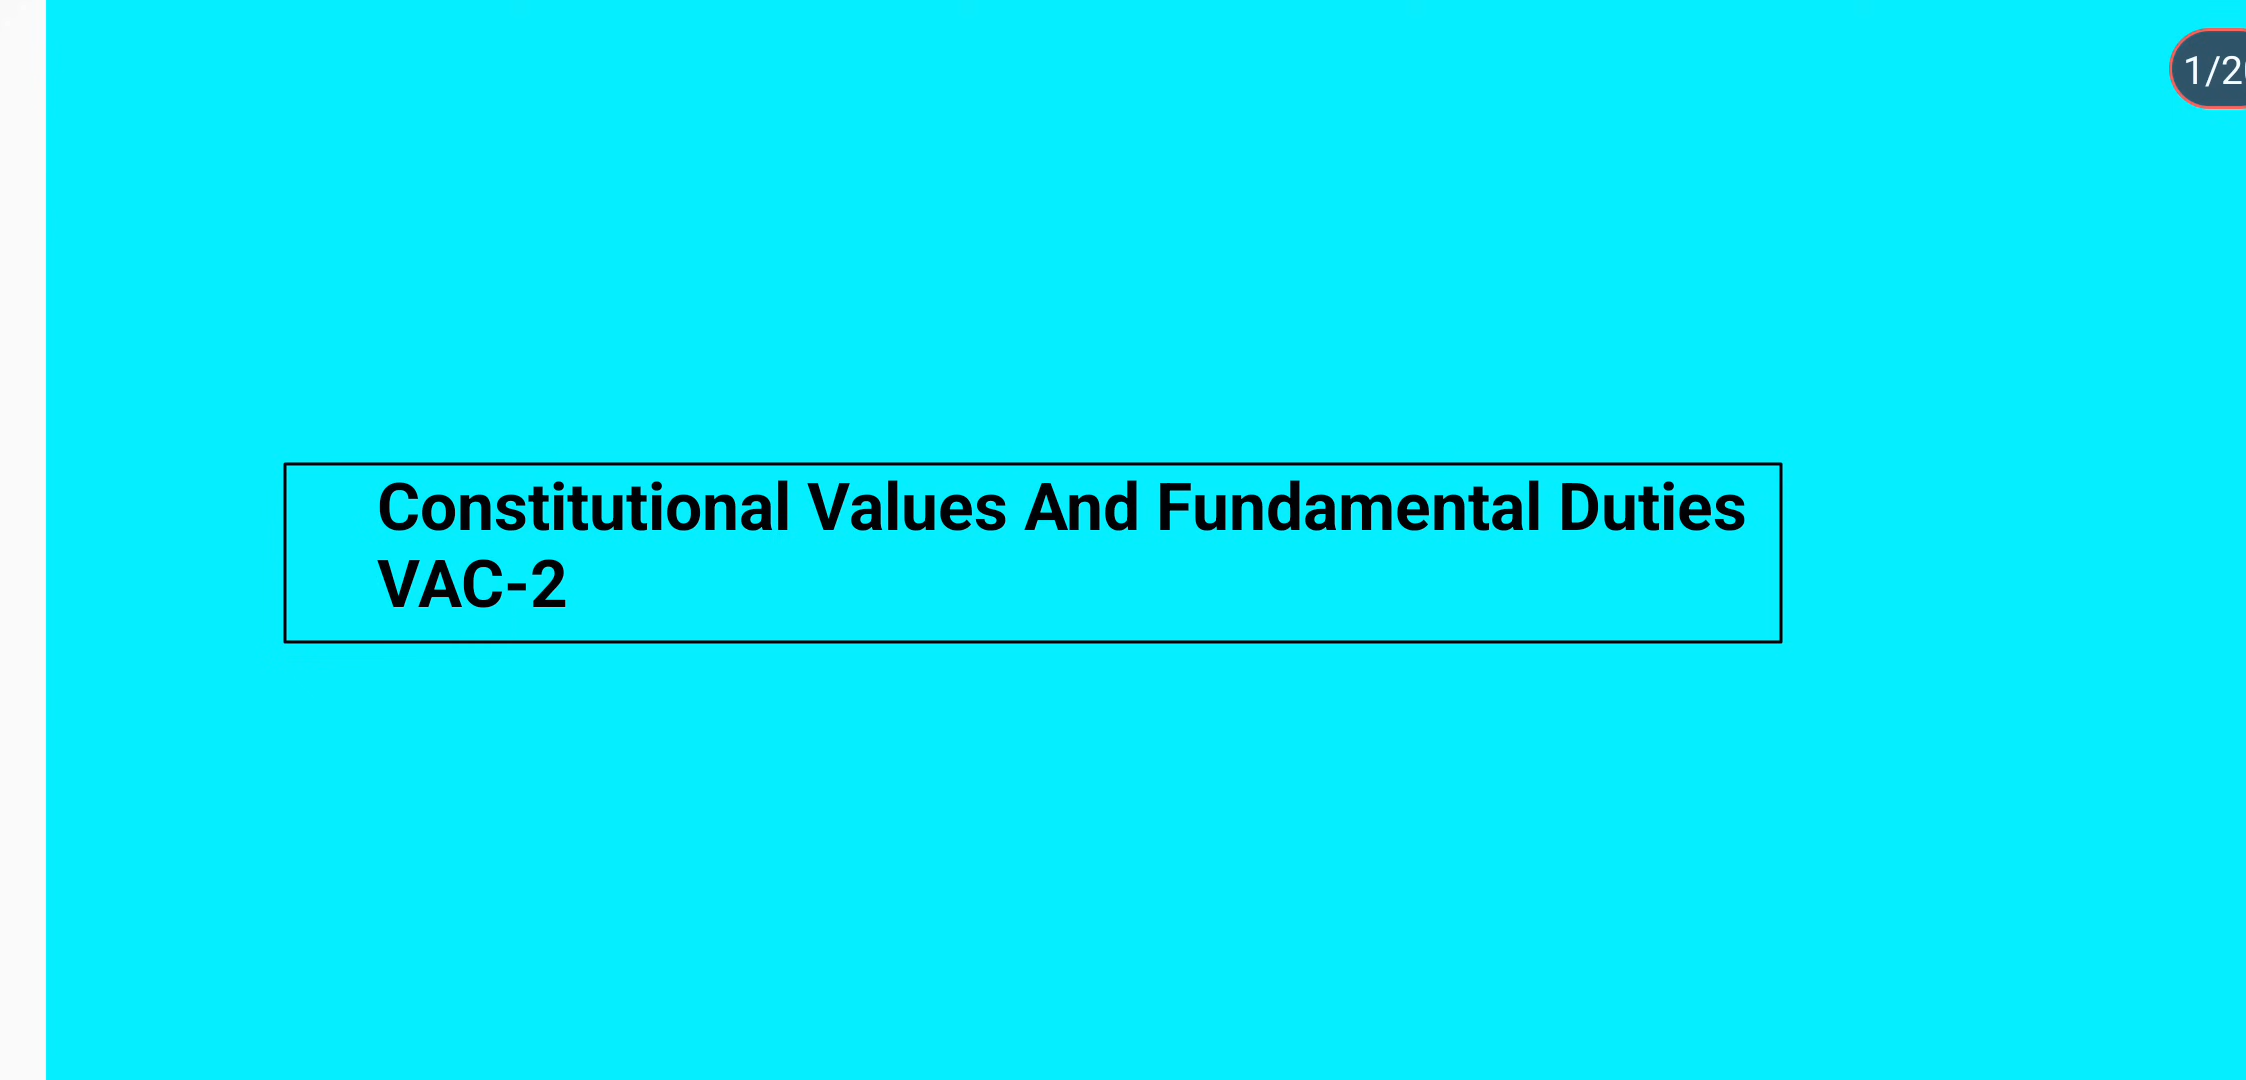 1/2
Constitutional Values And Fundamental Duties
VAC-2